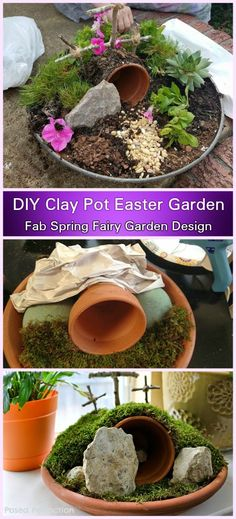 DIY Clay Pot Easter Garden
Fab Spring Fairy Garden Design